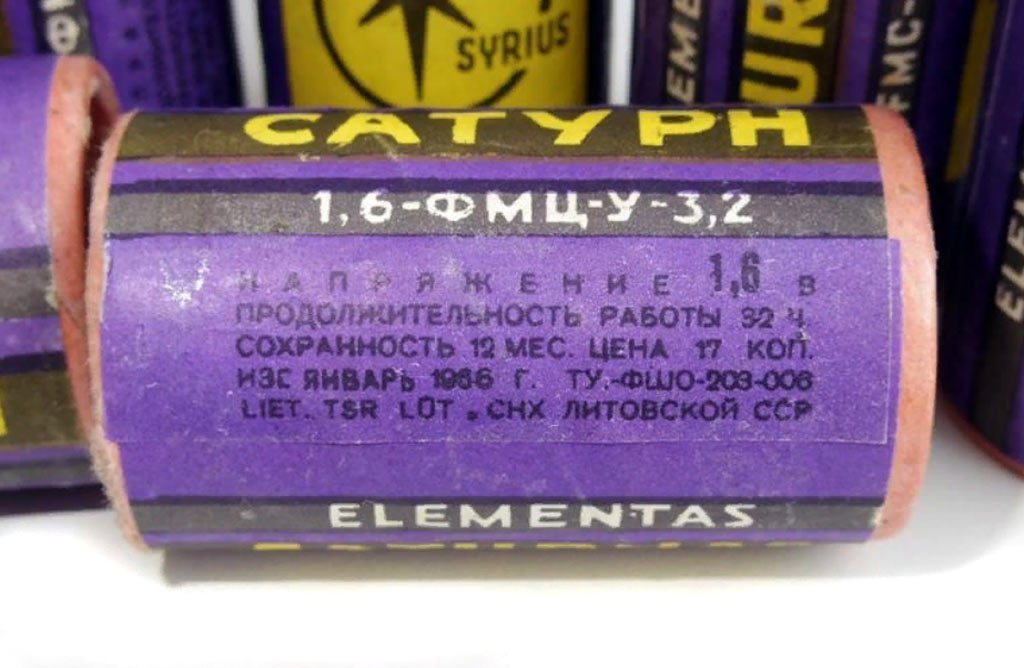 SYRIUS
САТУРН
1,6-ФМЦ-У-3,2
НАПРЯЖЕНИЕ 1,6 В
ПРОДОЛЖИТЕЛЬНОСТЬ РАБОТЫ 32 Ч.
СОХРАННОСТЬ 12 МЕС. ЦЕНА 17 КОП.
ИЗГ ЯНВАРЬ 1966 Г. ТУ.-ФШО-203-006
LIET. TSR LŪT . СНХ ЛИТОВСКОЙ ССР
ELEMENTAS